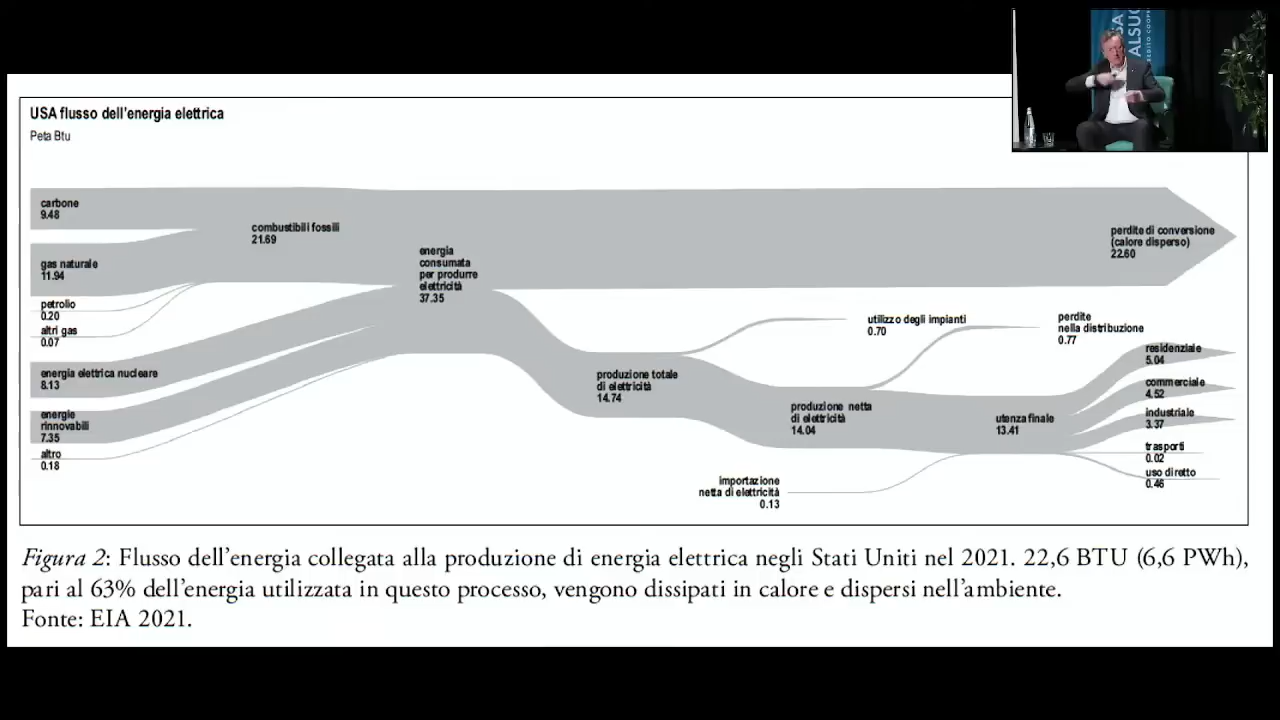 USA flusso dell'energia elettrica
Peta Btu
carbone
9.48
gas naturale
11.94
petrolio
0.20
altri gas
0.07
energia elettrica nucleare
8.13
energie
rinnovabili
7.35
altro
0.18
combustibili fossili
21.69
energia
consumata
per produrre
elettricità
37.35
produzione totale
di elettricità
14.74
utilizzo degli impianti
0.70
produzione netta
di elettricità
14.04
importazione
netta di elettricità
0.13
perdite
nella distribuzione
0.77
utenza finale
13.41
perdite di conversione
(calore disperso)
22.60
residenziale
5.04
commerciale
4.52
industriale
3.37
trasporti
0.02
uso diretto
0.46
Figura 2: Flusso dell'energia collegata alla produzione di energia elettrica negli Stati Uniti nel 2021. 22,6 BTU (6,6 PWh),
pari al 63% dell'energia utilizzata in questo processo, vengono dissipati in calore e dispersi nell'ambiente.
Fonte: EIA 2021.